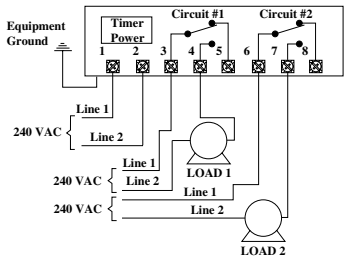 Circuit #1 Circuit #2
Equipment Ground
Timer Power
1 2 3 4 5 6 7 8
Line 1
240 VAC
Line 2
Line 1
240 VAC
Line 2
LOAD 1
Line 1
240 VAC
Line 2
LOAD 2